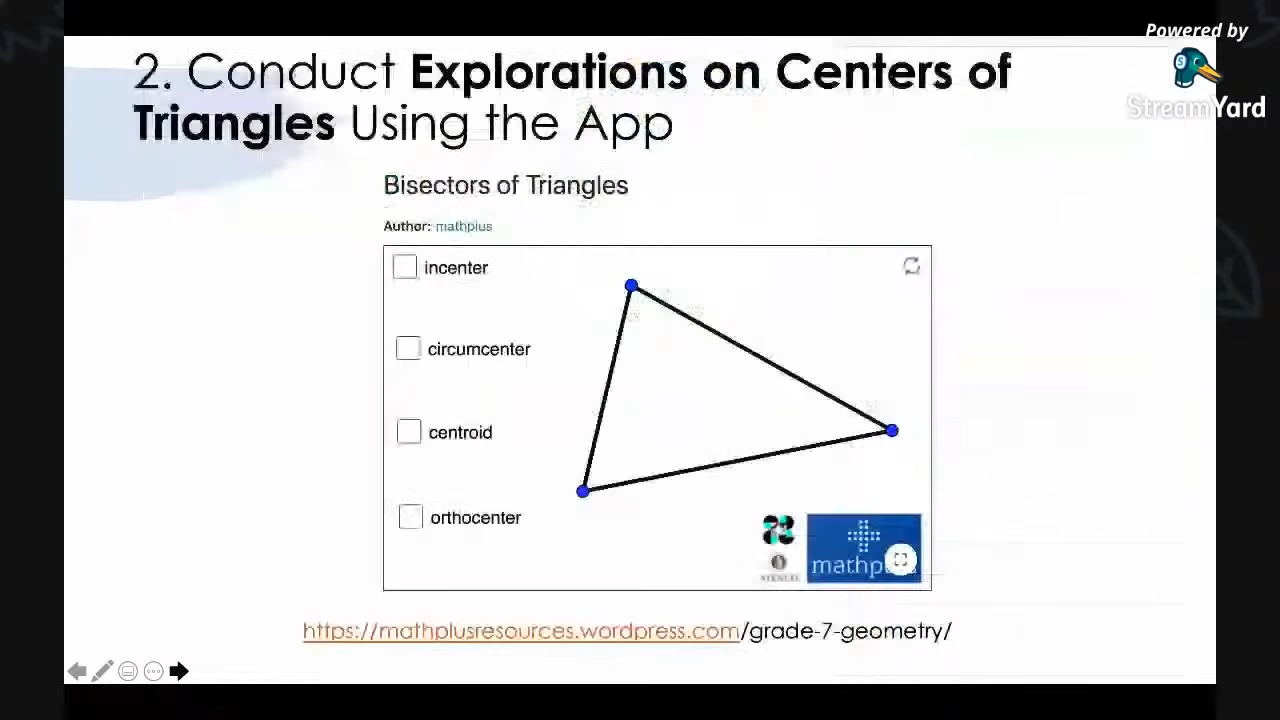 Powered by
StreamYard
2. Conduct Explorations on Centers of
Triangles Using the App
Bisectors of Triangles
Author: mathplus
incenter
circumcenter
centroid
orthocenter
https://mathplusresources.wordpress.com/grade-7-geometry/